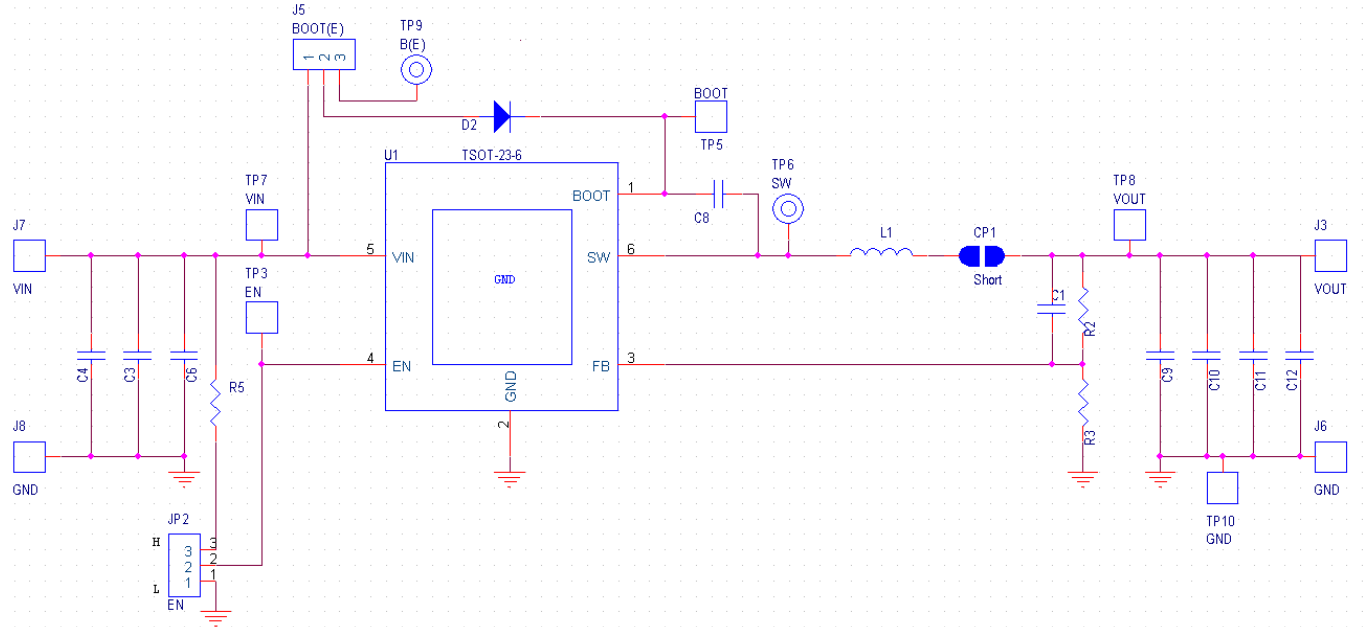 J5
BOOT(E)
1 2 3
TP9
B(E)
D2
BOOT
TP5
U1
TSOT-23-6
TP6
SW
TP7
VIN
BOOT
1
C8
TP8
VOUT
J7
VIN
5
VIN
SW
6
L1
CP1
Short
J3
VOUT
TP3
EN
GND
C1
R2
4
EN
FB
3
C4
C3
C6
R5
GND
2
C9
C10
C11
C12
R3
J8
GND
J6
GND
TP10
GND
JP2
H
3
3
2
2
1
1
L
EN